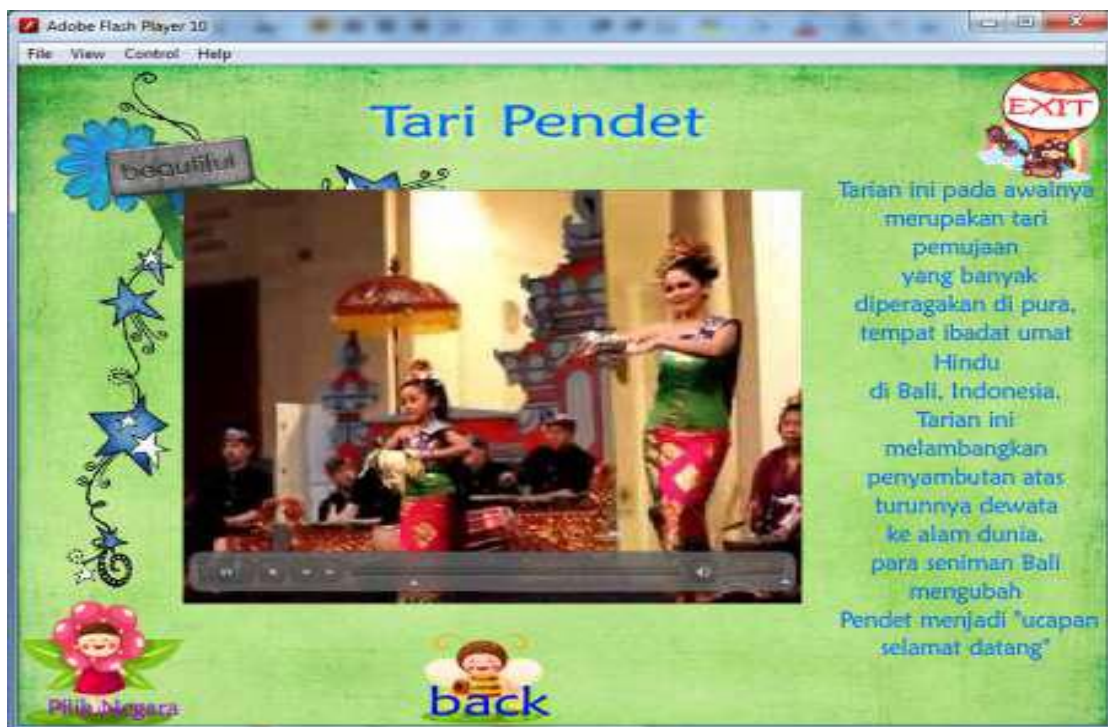 Adobe Flash Player 10
File View Control Help
Tari Pendet
EXIT
beautiful
Tarian ini pada awalnya
merupakan tari
pemujaan
yang banyak
diperagakan di pura,
tempat ibadat umat
Hindu
di Bali, Indonesia.
Tarian ini
melambangkan
penyambutan atas
turunnya dewata
ke alam dunia.
para seniman Bali
mengubah
Pendet menjadi "ucapan
selamat datang"
Pilih Negara
back